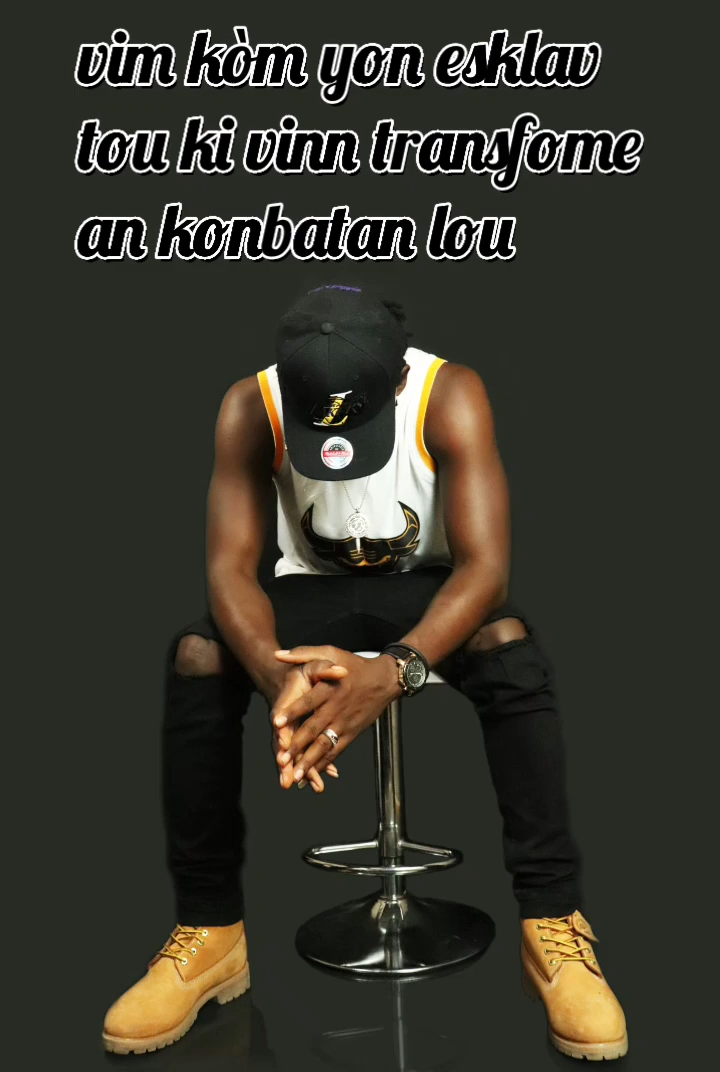 vim kòm yon esklav
tou ki vinn transfome
an konbatan lou